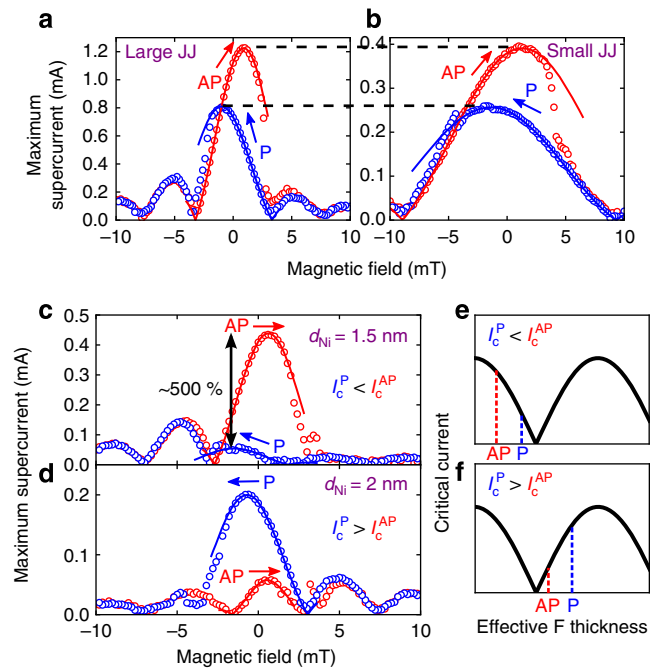 a
b
Large JJ
Small JJ
AP
P
AP
P
1.2
1.0
0.8
0.6
0.4
0.2
0.0
0.4
0.3
0.2
0.1
0.0
Maximum
supercurrent (mA)
−10 −5 0 5 10
−10 −5 0 5 10
Magnetic field (mT)
c
AP
d_Ni = 1.5 nm
~500 %
I_c^P < I_c^AP
P
0.5
0.4
0.3
0.2
0.1
0.0
d
P
d_Ni = 2 nm
I_c^P > I_c^AP
AP
0.2
0.1
0.0
Maximum supercurrent (mA)
−10 −5 0 5 10
Magnetic field (mT)
e
I_c^P < I_c^AP
AP P
f
I_c^P > I_c^AP
AP P
Critical current
Effective F thickness